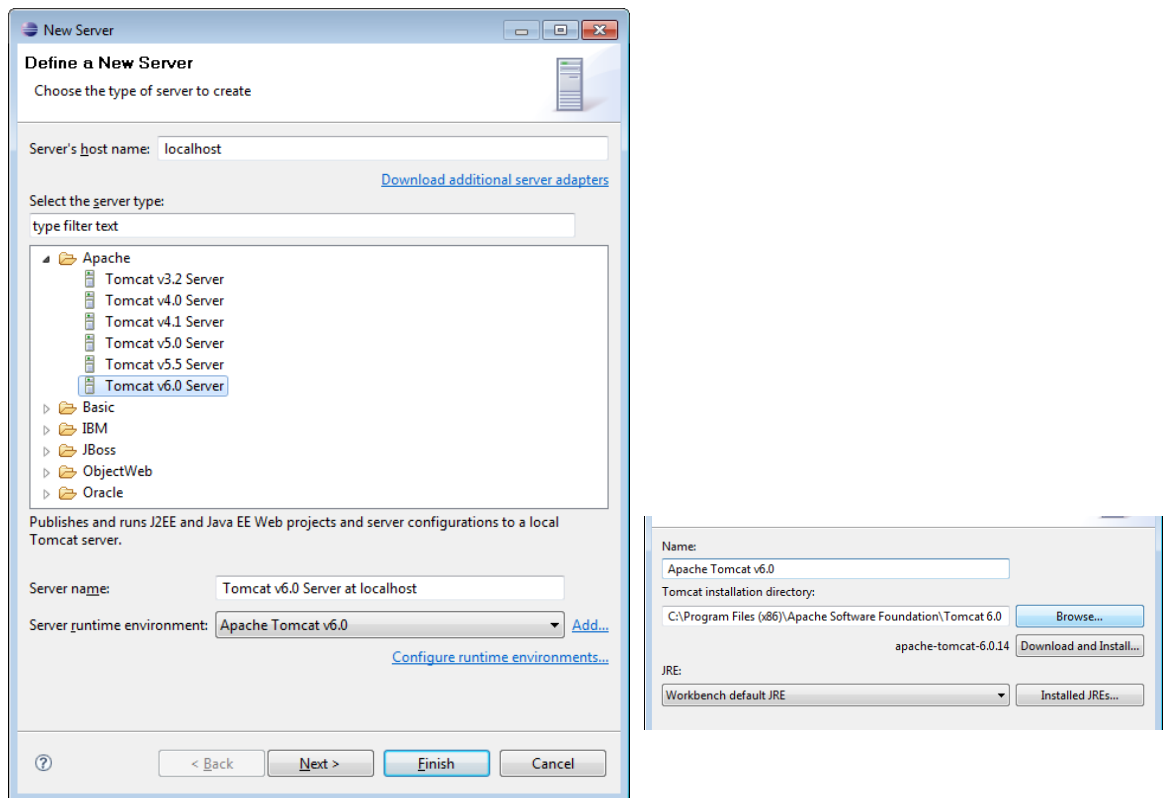 New Server
Define a New Server
Choose the type of server to create
Server's host name: localhost
Download additional server adapters
Select the server type:
type filter text
Apache
Tomcat v3.2 Server
Tomcat v4.0 Server
Tomcat v4.1 Server
Tomcat v5.0 Server
Tomcat v5.5 Server
Tomcat v6.0 Server
Basic
IBM
JBoss
ObjectWeb
Oracle
Publishes and runs J2EE and Java EE Web projects and server configurations to a local
Tomcat server.
Server name: Tomcat v6.0 Server at localhost
Server runtime environment: Apache Tomcat v6.0 Add...
Configure runtime environments...
? < Back Next > Finish Cancel
Name:
Apache Tomcat v6.0
Tomcat installation directory:
C:\Program Files (x86)\Apache Software Foundation\Tomcat 6.0 Browse...
apache-tomcat-6.0.14 Download and Install...
JRE:
Workbench default JRE Installed JREs...